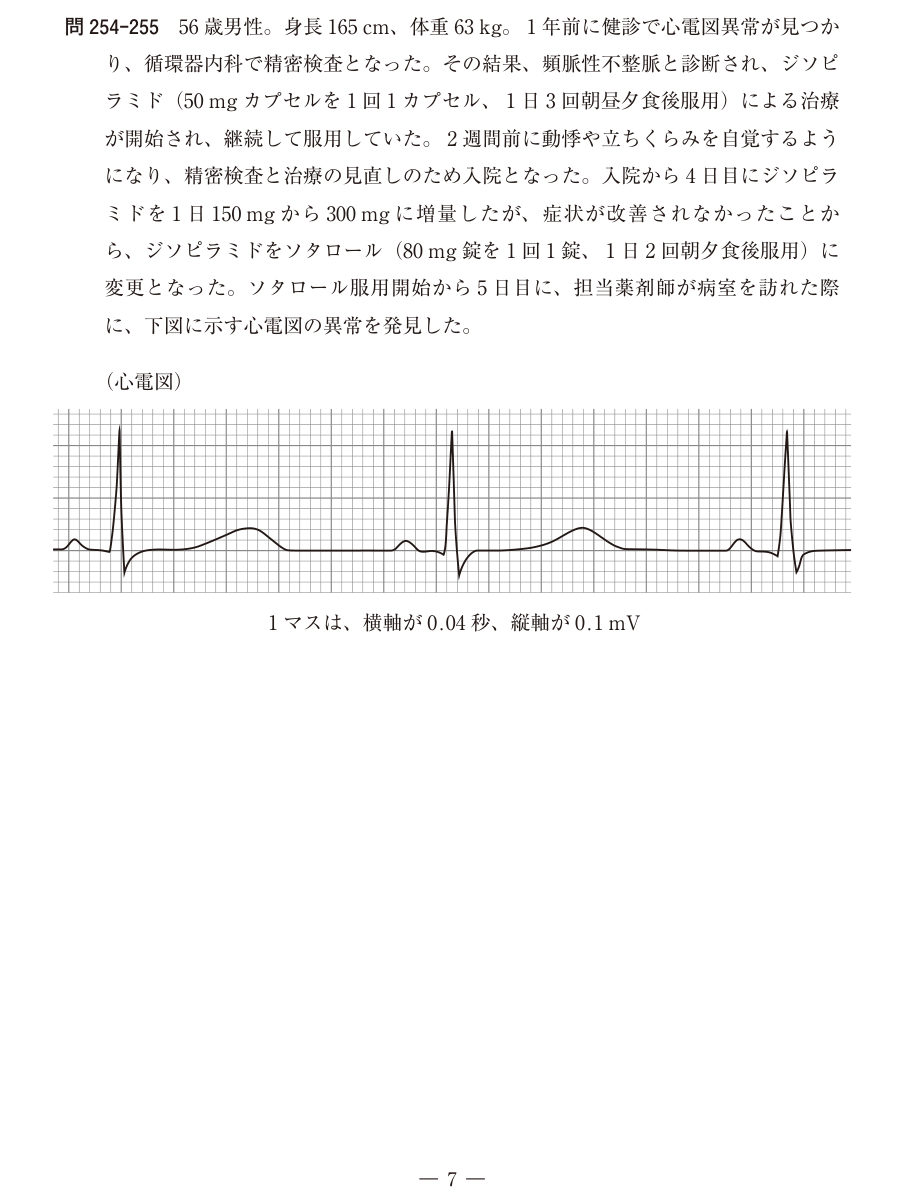 問 254-255　56 歳男性。身長 165 cm、体重 63 kg。１年前に健診で心電図異常が見つか
り、循環器内科で精密検査となった。その結果、頻脈性不整脈と診断され、ジソピ
ラミド（50 mg カプセルを１回１カプセル、１日３回朝昼夕食後服用）による治療
が開始され、継続して服用していた。２週間前に動悸や立ちくらみを自覚するよう
になり、精密検査と治療の見直しのため入院となった。入院から４日目にジソピラ
ミドを１日 150 mg から 300 mg に増量したが、症状が改善されなかったことか
ら、ジソピラミドをソタロール（80 mg 錠を１回１錠、１日２回朝夕食後服用）に
変更となった。ソタロール服用開始から５日目に、担当薬剤師が病室を訪れた際
に、下図に示す心電図の異常を発見した。
（心電図）
１マスは、横軸が 0.04 秒、縦軸が 0.1 mV
― 7 ―